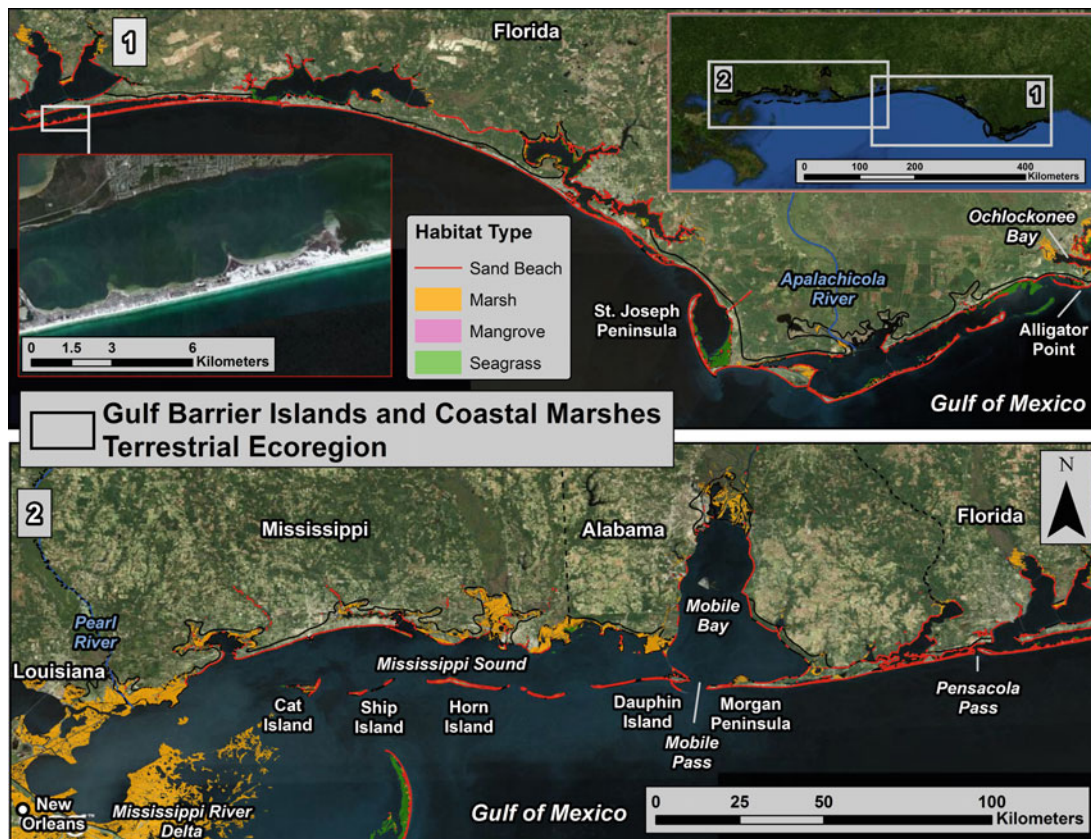 1
Florida
2
1
0 100 200 400
Kilometers
Ochlockonee
Bay
Habitat Type
Sand Beach
Marsh
Mangrove
Seagrass
0 1.5 3 6
Kilometers
St. Joseph
Peninsula
Apalachicola
River
Alligator
Point
Gulf of Mexico
Gulf Barrier Islands and Coastal Marshes
Terrestrial Ecoregion
2
Mississippi
Alabama
Florida
N
Pearl
River
Louisiana
Mobile
Bay
Mississippi Sound
Cat
Island
Ship
Island
Horn
Island
Dauphin
Island
Mobile
Pass
Morgan
Peninsula
Pensacola
Pass
New
Orleans
Mississippi River
Delta
Gulf of Mexico
0 25 50 100
Kilometers